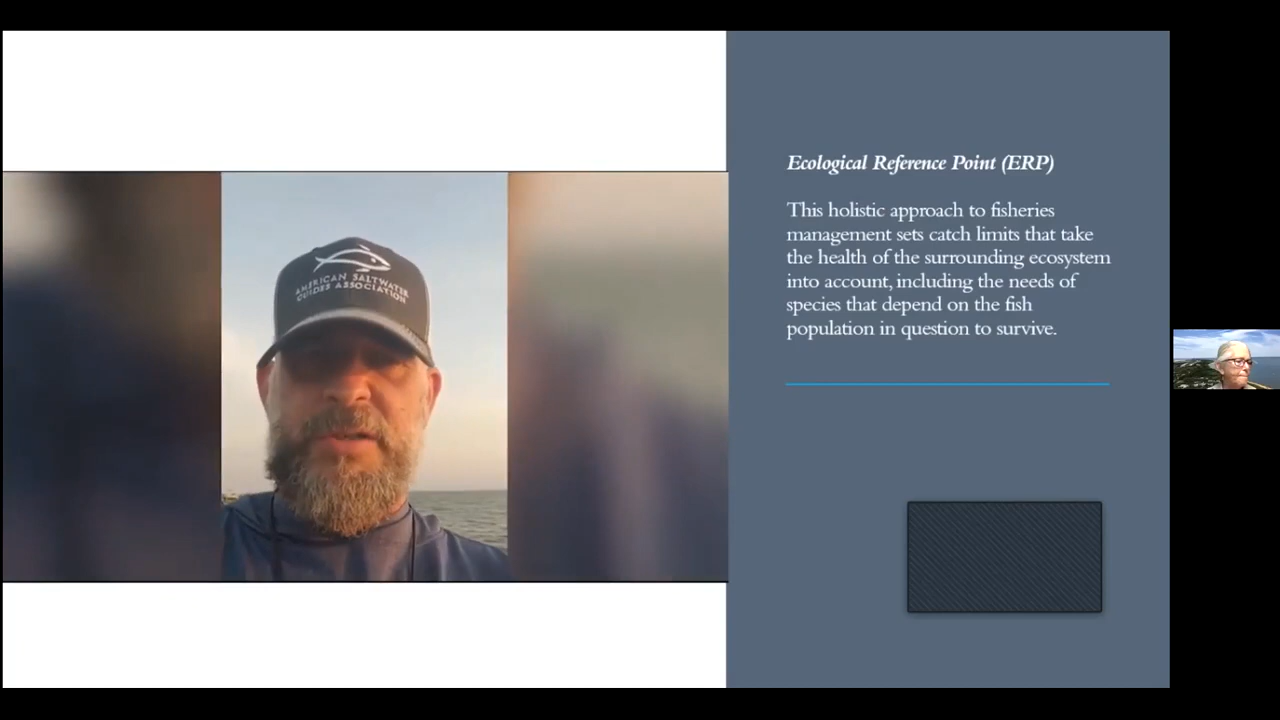 AMERICAN SALTWATER
GUIDES ASSOCIATION
Ecological Reference Point (ERP)
This holistic approach to fisheries
management sets catch limits that take
the health of the surrounding ecosystem
into account, including the needs of
species that depend on the fish
population in question to survive.